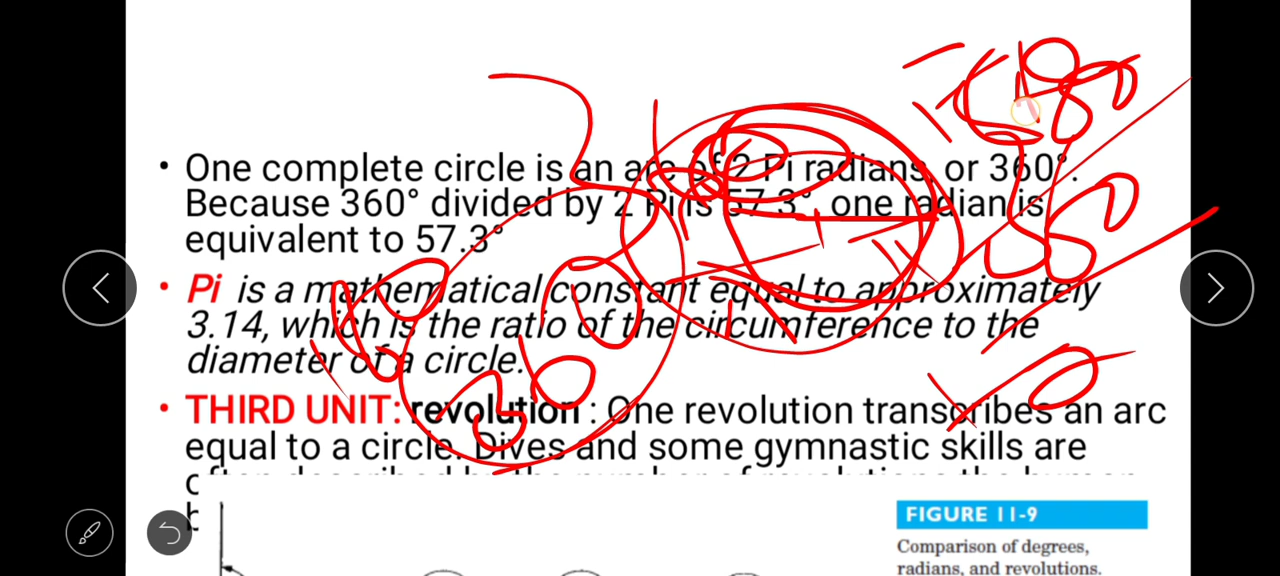 • One complete circle is an arc of 2 Pi radians, or 360°.
Because 360° divided by 2 Pi is 57.3°, one radian is
equivalent to 57.3°
• Pi is a mathematical constant equal to approximately
3.14, which is the ratio of the circumference to the
diameter of a circle.
• THIRD UNIT: revolution : One revolution transcribes an arc
equal to a circle. Dives and some gymnastic skills are
360
180
FIGURE 11-9
Comparison of degrees,
radians, and revolutions.